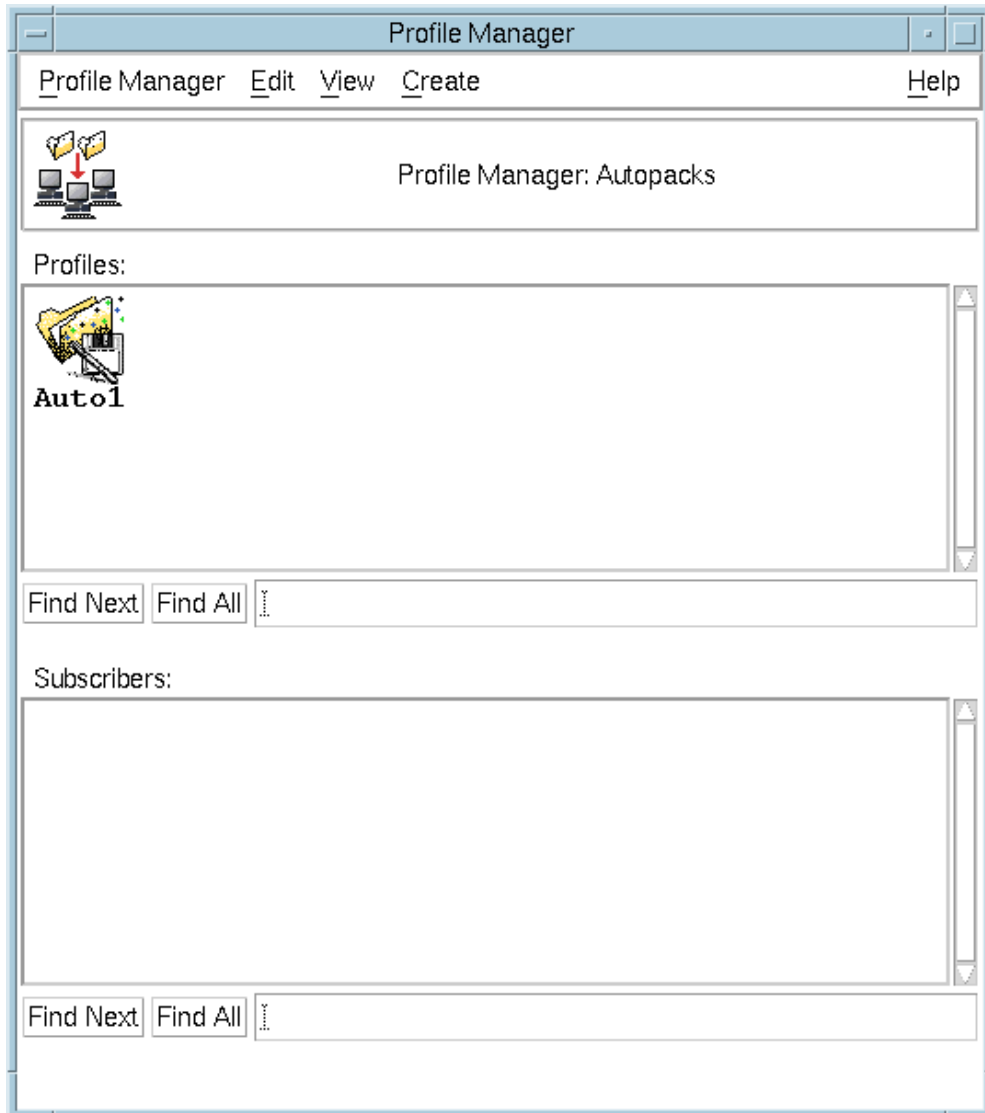 Profile Manager
Profile Manager Edit View Create Help
Profile Manager: Autopacks
Profiles:
Auto1
Find Next Find All
Subscribers:
Find Next Find All